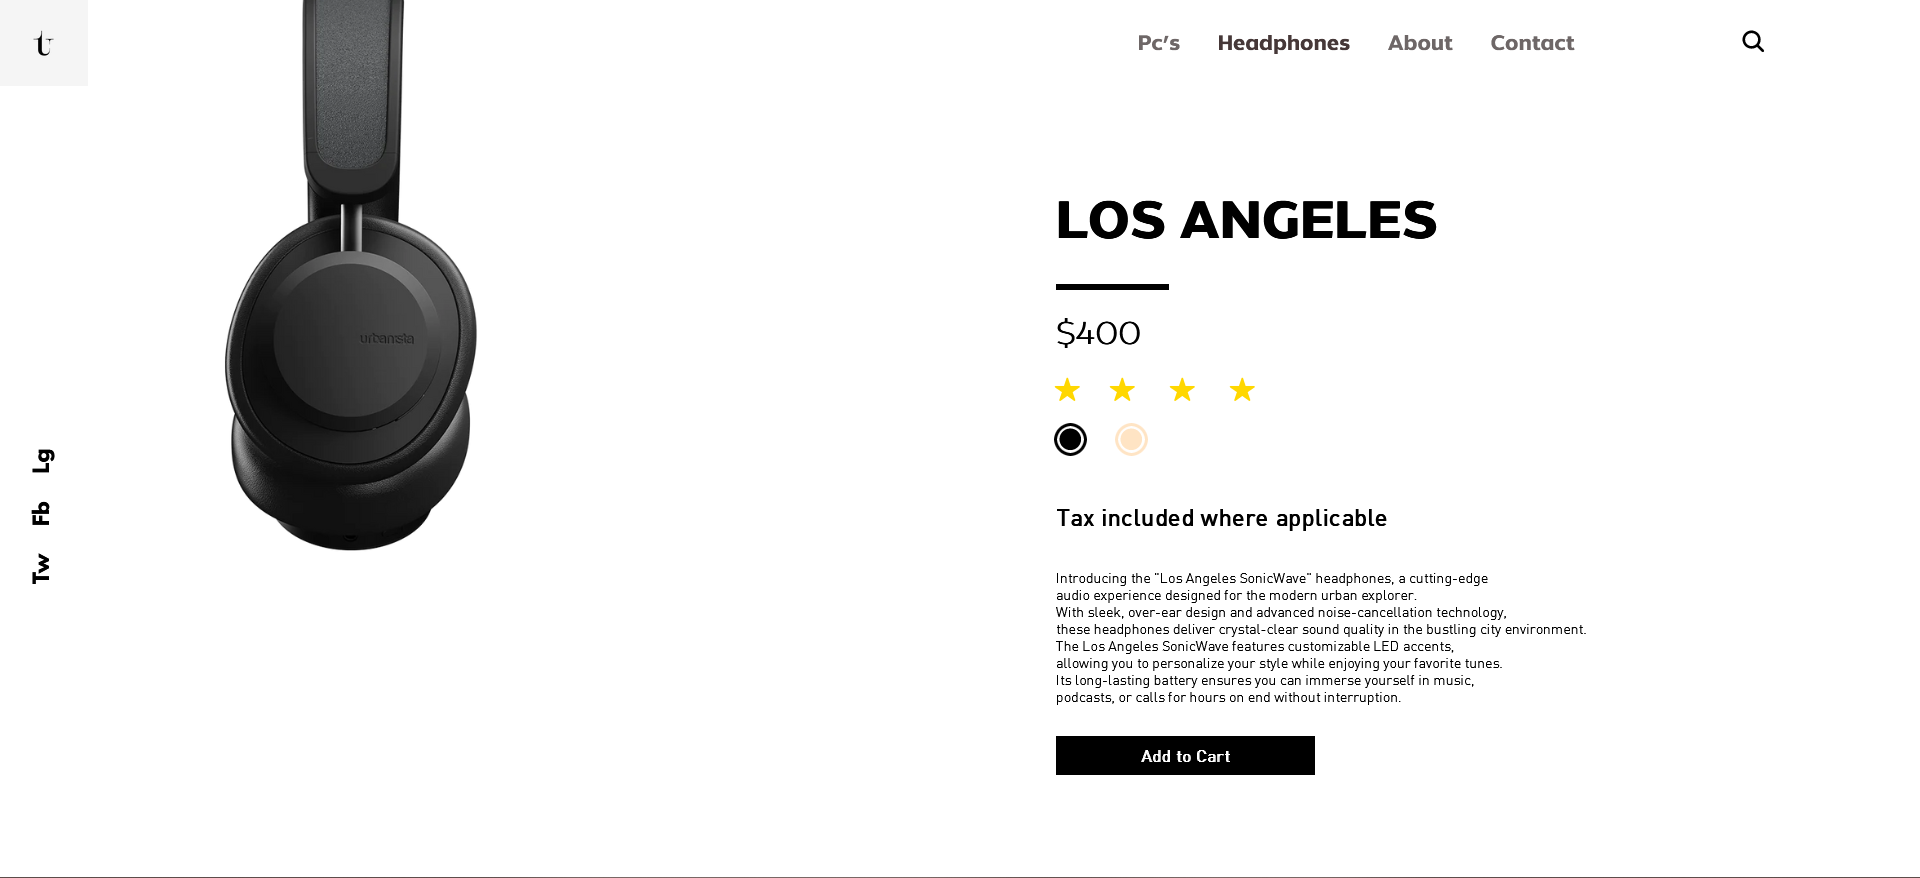 t
Pc's Headphones About Contact
LOS ANGELES
$400
urbanista
Lg
Fb
Tw
Tax included where applicable
Introducing the "Los Angeles SonicWave" headphones, a cutting-edge
audio experience designed for the modern urban explorer.
With sleek, over-ear design and advanced noise-cancellation technology,
these headphones deliver crystal-clear sound quality in the bustling city environment.
The Los Angeles SonicWave features customizable LED accents,
allowing you to personalize your style while enjoying your favorite tunes.
Its long-lasting battery ensures you can immerse yourself in music,
podcasts, or calls for hours on end without interruption.
Add to Cart